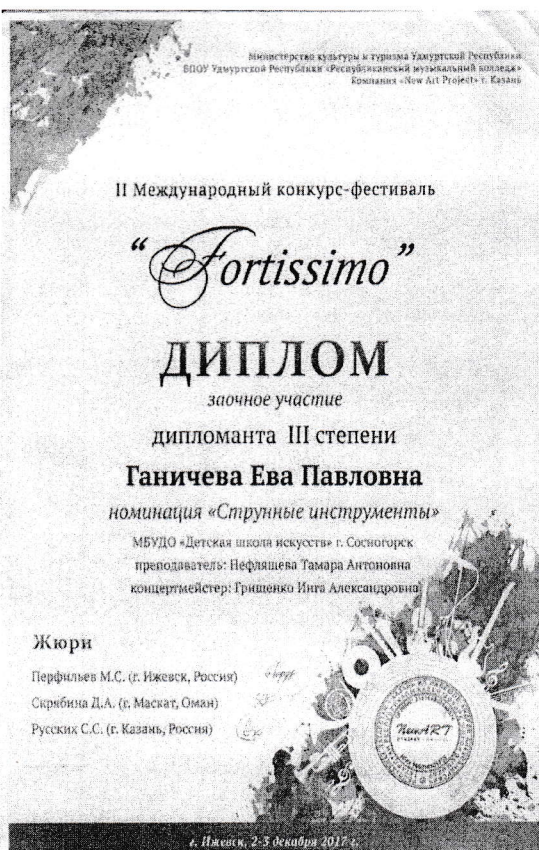 Министерство культуры и туризма Удмуртской Республики
БПОУ Удмуртской Республики «Республиканский музыкальный колледж»
Компания «New Art Project» г. Казань
II Международный конкурс-фестиваль
“Fortissimo”
ДИПЛОМ
заочное участие
дипломанта III степени
Ганичева Ева Павловна
номинация «Струнные инструменты»
МБУДО «Детская школа искусств» г. Сосногорск
преподаватель: Нефляшева Тамара Антоновна
концертмейстер: Грищенко Инга Александровна
Жюри
Перфильев М.С. (г. Ижевск, Россия)
Скрябина Д.А. (г. Маскат, Оман)
Русских С.С. (г. Казань, Россия)
NewART
г. Ижевск, 2-3 декабря 2017 г.